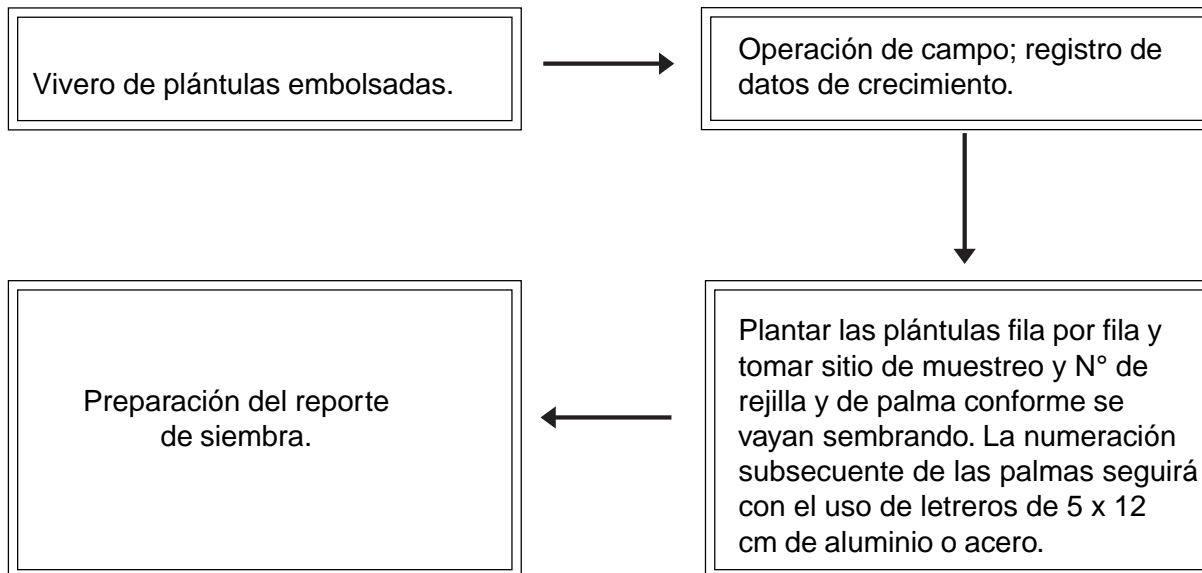 Vivero de plántulas embolsadas.
Operación de campo; registro de
datos de crecimiento.
Plantar las plántulas fila por fila y
tomar sitio de muestreo y N° de
rejilla y de palma conforme se
vayan sembrando. La numeración
subsecuente de las palmas seguirá
con el uso de letreros de 5 x 12
cm de aluminio o acero.
Preparación del reporte
de siembra.